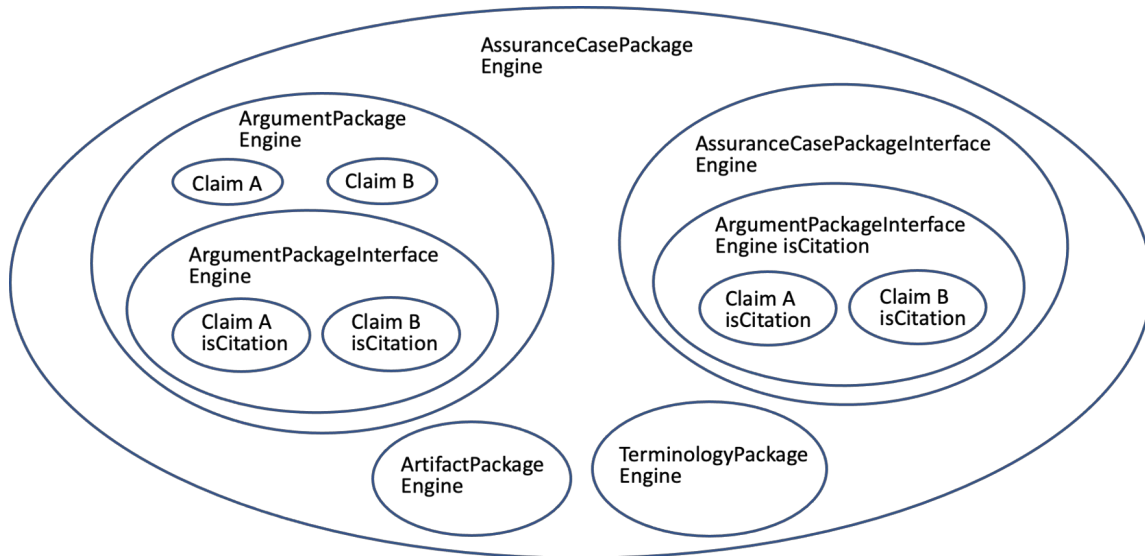 AssuranceCasePackage
Engine
ArgumentPackage
Engine
Claim A
Claim B
ArgumentPackageInterface
Engine
Claim A
isCitation
Claim B
isCitation
AssuranceCasePackageInterface
Engine
ArgumentPackageInterface
Engine isCitation
Claim A
isCitation
Claim B
isCitation
ArtifactPackage
Engine
TerminologyPackage
Engine